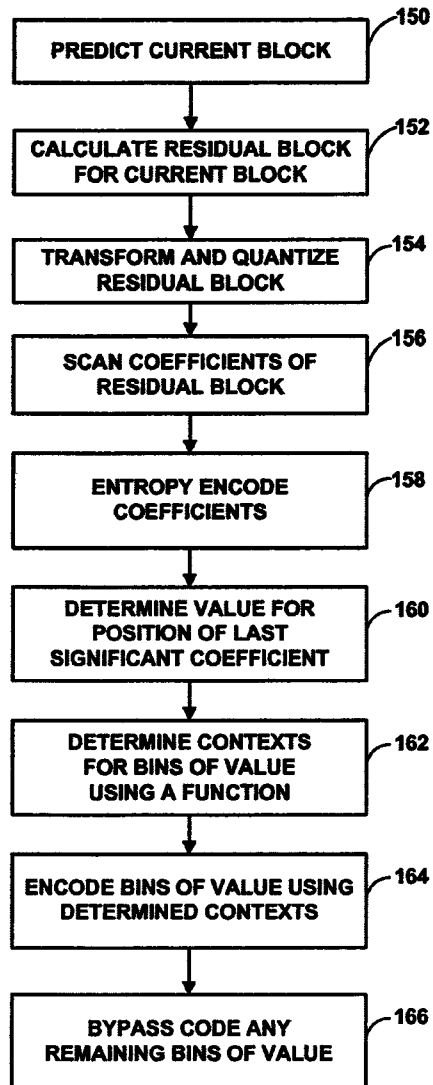 150
PREDICT CURRENT BLOCK
152
CALCULATE RESIDUAL BLOCK
FOR CURRENT BLOCK
154
TRANSFORM AND QUANTIZE
RESIDUAL BLOCK
156
SCAN COEFFICIENTS OF
RESIDUAL BLOCK
158
ENTROPY ENCODE
COEFFICIENTS
160
DETERMINE VALUE FOR
POSITION OF LAST
SIGNIFICANT COEFFICIENT
162
DETERMINE CONTEXTS
FOR BINS OF VALUE
USING A FUNCTION
164
ENCODE BINS OF VALUE USING
DETERMINED CONTEXTS
166
BYPASS CODE ANY
REMAINING BINS OF VALUE